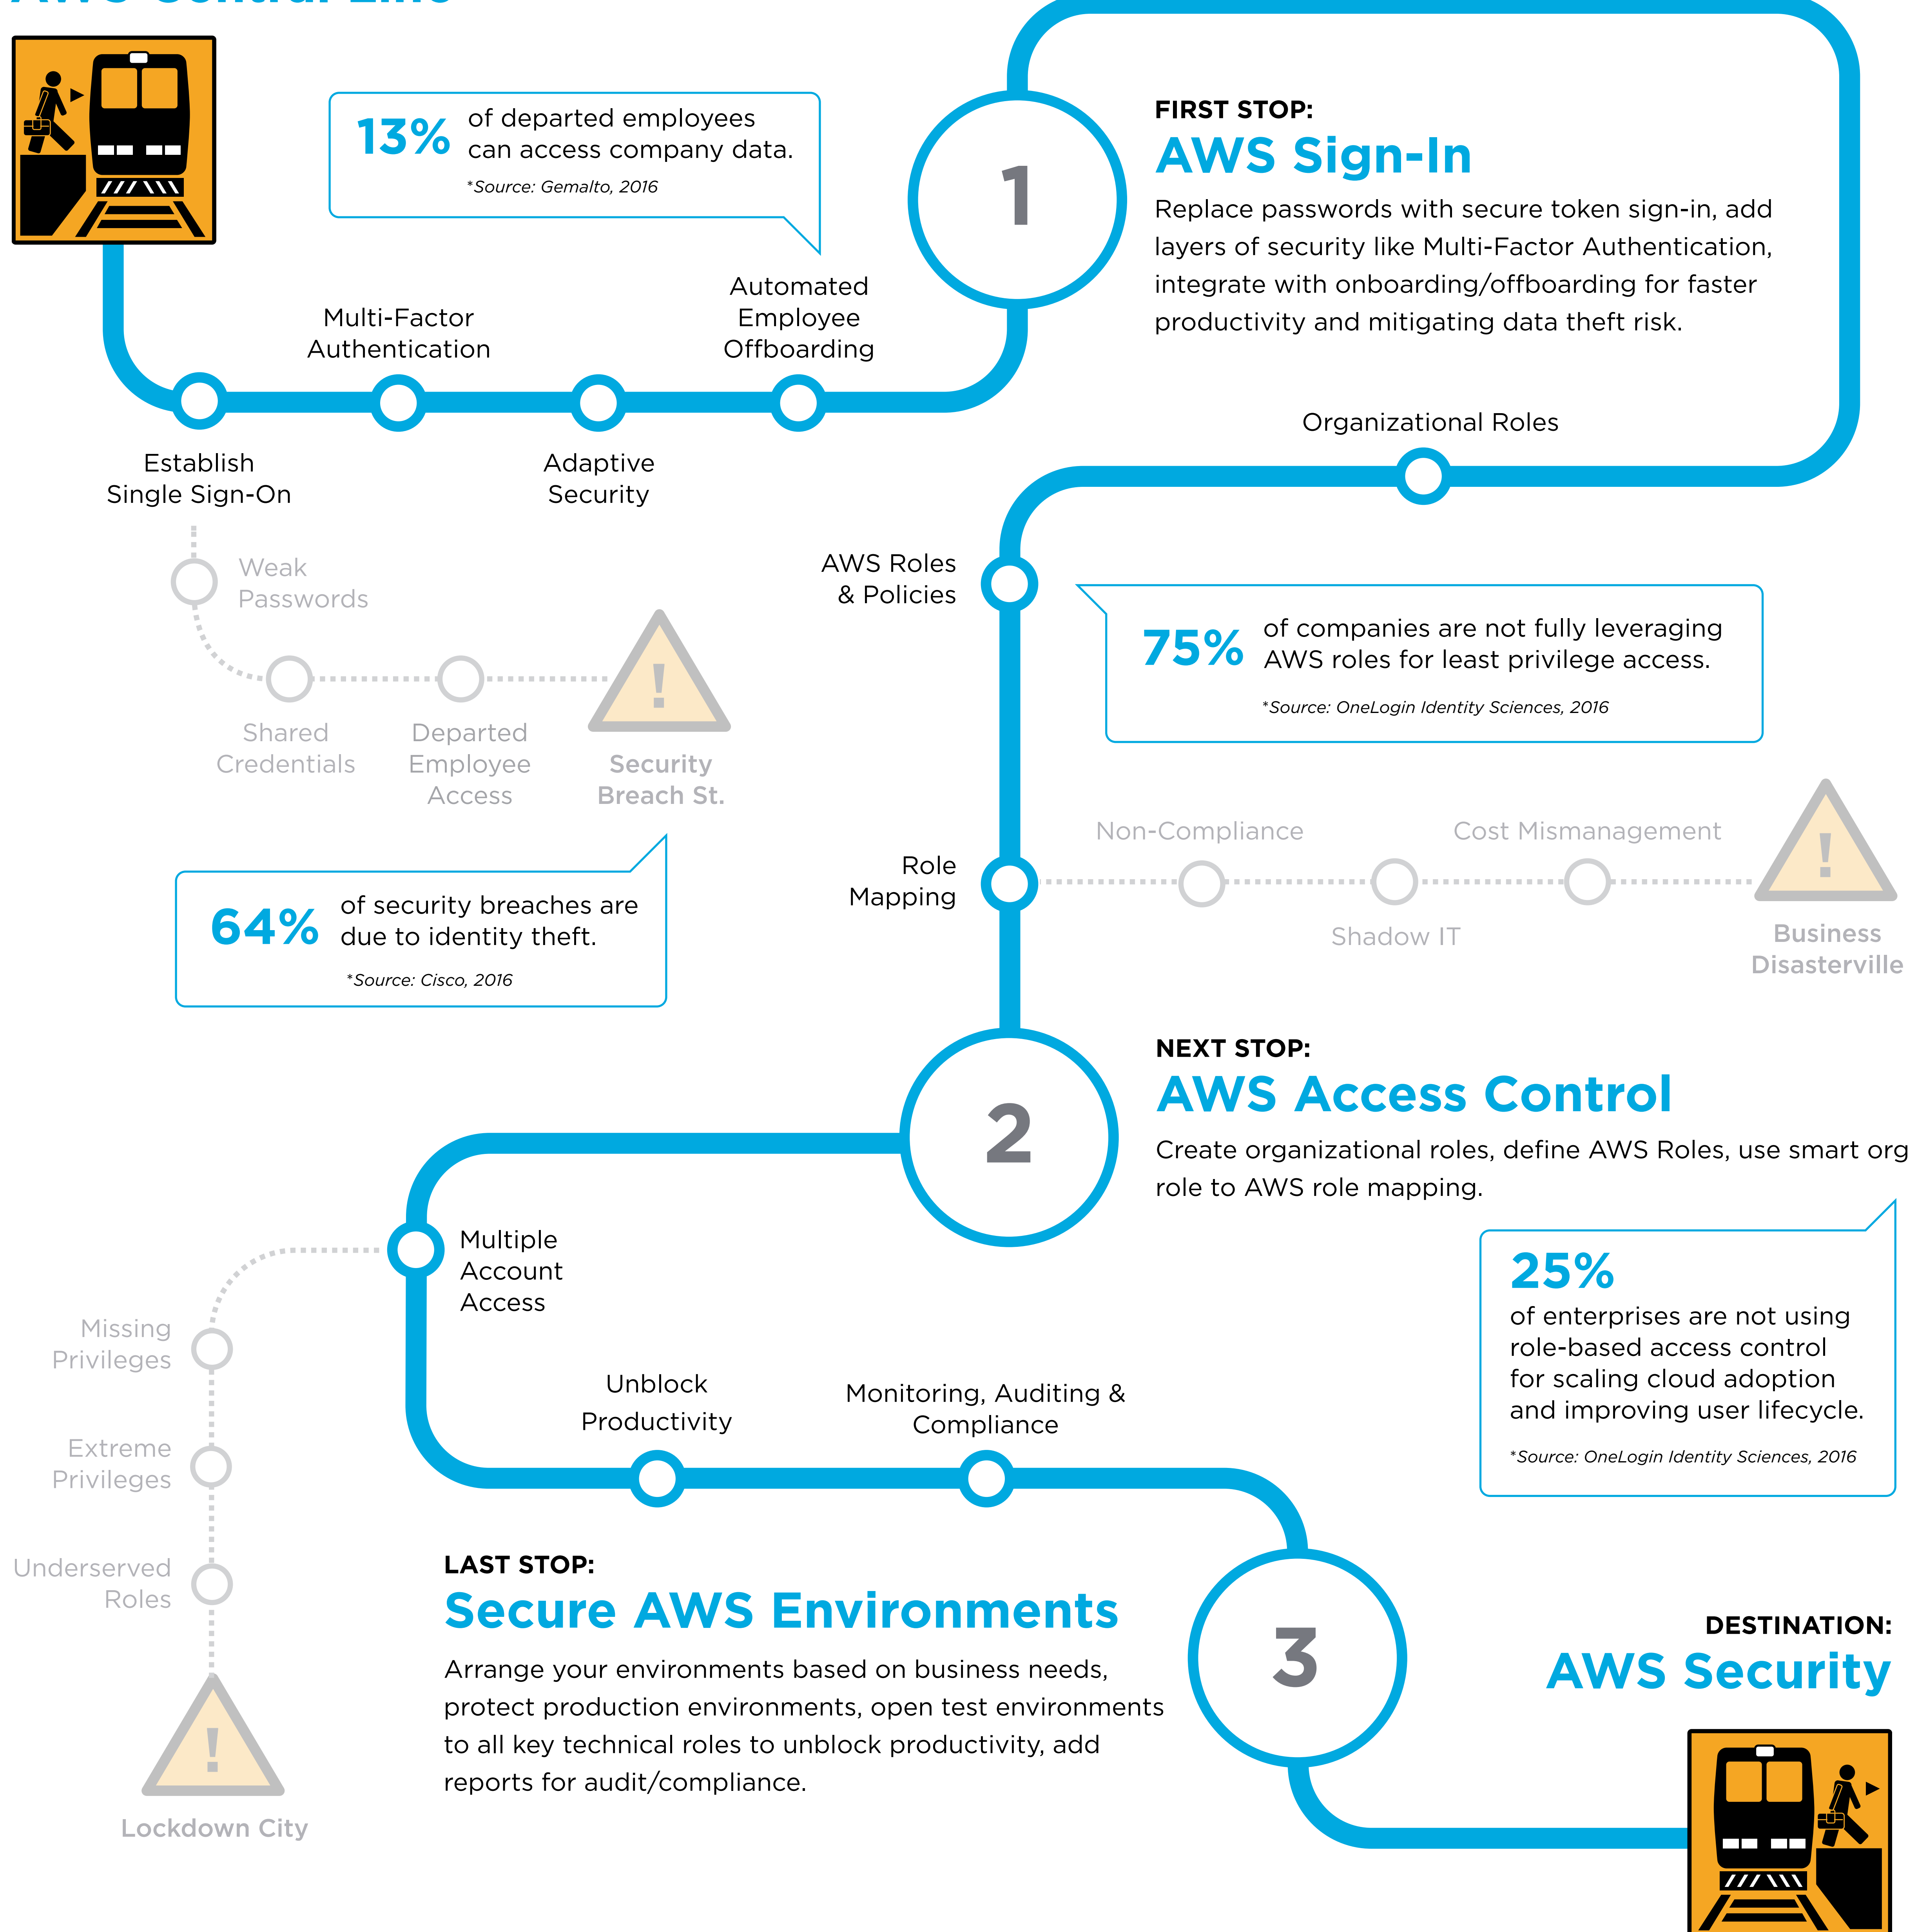 AWS Central Line
13%
of departed employees
can access company data.
*Source: Gemalto, 2016
1
FIRST STOP:
AWS Sign-In
Replace passwords with secure token sign-in, add
layers of security like Multi-Factor Authentication,
integrate with onboarding/offboarding for faster
productivity and mitigating data theft risk.
Multi-Factor
Authentication
Automated
Employee
Offboarding
Establish
Single Sign-On
Adaptive
Security
Organizational Roles
Weak
Passwords
Shared
Credentials
Departed
Employee
Access
!
Security
Breach St.
AWS Roles
& Policies
75%
of companies are not fully leveraging
AWS roles for least privilege access.
*Source: OneLogin Identity Sciences, 2016
64%
of security breaches are
due to identity theft.
*Source: Cisco, 2016
Role
Mapping
Non-Compliance
Shadow IT
Cost Mismanagement
!
Business
Disasterville
2
NEXT STOP:
AWS Access Control
Create organizational roles, define AWS Roles, use smart org
role to AWS role mapping.
25%
of enterprises are not using
role-based access control
for scaling cloud adoption
and improving user lifecycle.
*Source: OneLogin Identity Sciences, 2016
Multiple
Account
Access
Missing
Privileges
Extreme
Privileges
Underserved
Roles
!
Lockdown City
Unblock
Productivity
Monitoring, Auditing &
Compliance
LAST STOP:
Secure AWS Environments
Arrange your environments based on business needs,
protect production environments, open test environments
to all key technical roles to unblock productivity, add
reports for audit/compliance.
3
DESTINATION:
AWS Security